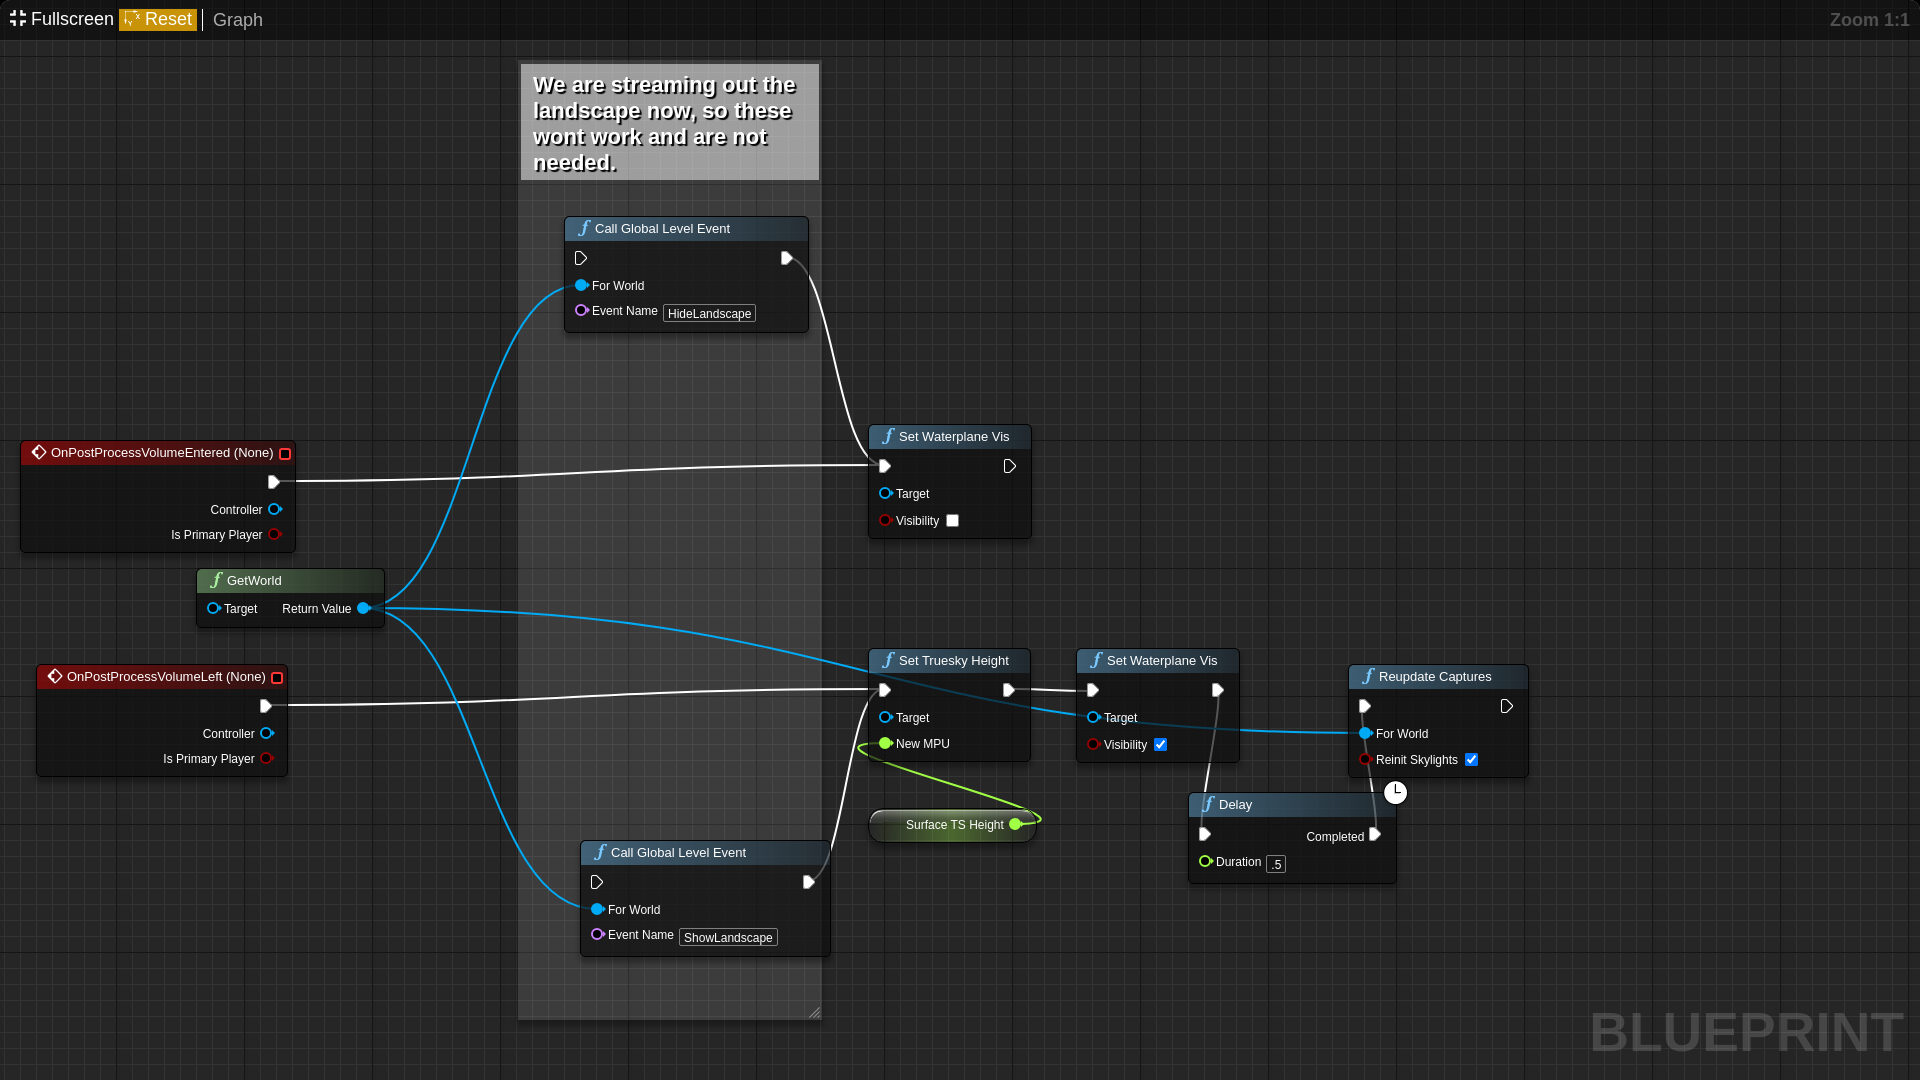 Fullscreen Reset Graph
Zoom 1:1
We are streaming out the
landscape now, so these
wont work and are not
needed.
Call Global Level Event
For World
Event Name HideLandscape
Set Waterplane Vis
Target
Visibility
OnPostProcessVolumeEntered (None)
Controller
Is Primary Player
GetWorld
Target Return Value
OnPostProcessVolumeLeft (None)
Controller
Is Primary Player
Set Truesky Height
Target
New MPU
Set Waterplane Vis
Target
Visibility
Reupdate Captures
For World
Reinit Skylights
Surface TS Height
Delay
Completed
Duration .5
Call Global Level Event
For World
Event Name ShowLandscape
BLUEPRINT